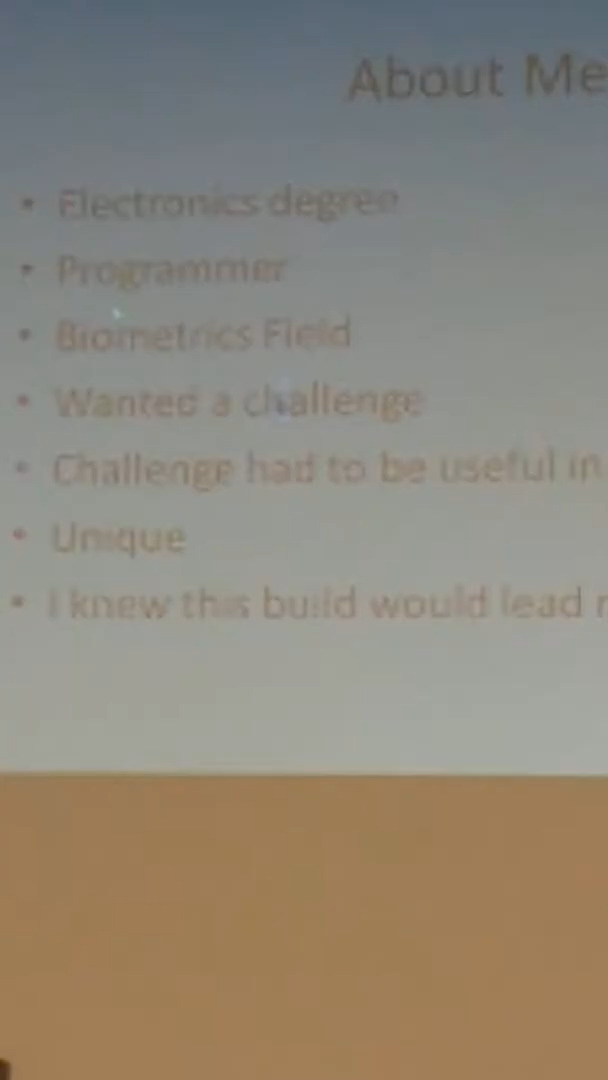 About Me
• Electronics degree
• Programmer
• Biometrics Field
• Wanted a challenge
• Challenge had to be useful in
• Unique
• I knew this build would lead